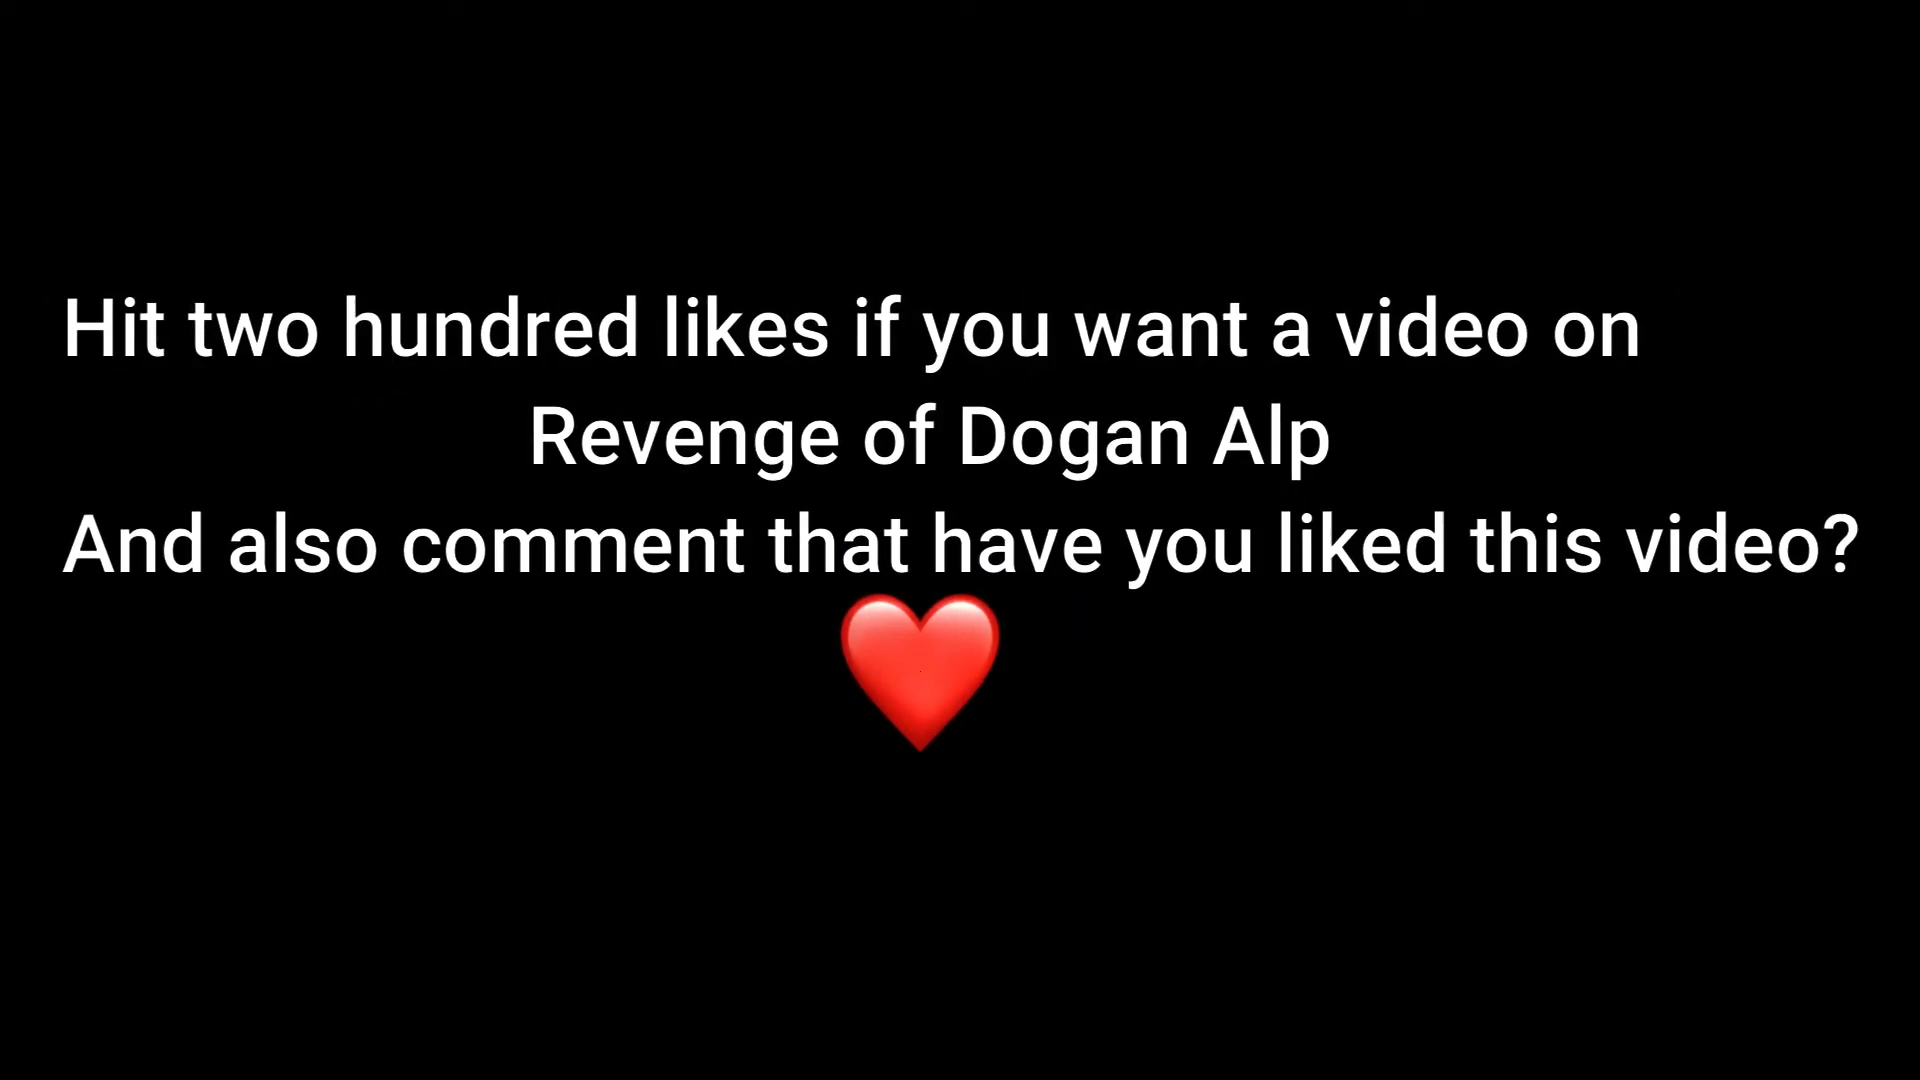 Hit two hundred likes if you want a video on
Revenge of Dogan Alp
And also comment that have you liked this video?
❤️